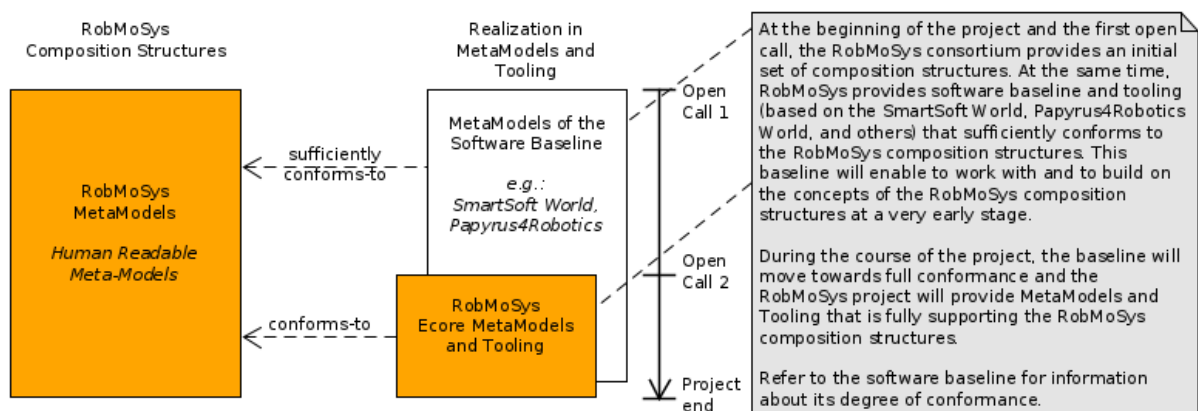 RobMoSys
Composition Structures
RobMoSys
MetaModels
Human Readable
Meta-Models
sufficiently
conforms-to
conforms-to
Realization in
MetaModels and
Tooling
MetaModels of the
Software Baseline
e.g.:
SmartSoft World,
Papyrus4Robotics
RobMoSys
Ecore MetaModels
and Tooling
Open
Call 1
Open
Call 2
Project
end
At the beginning of the project and the first open
call, the RobMoSys consortium provides an initial
set of composition structures. At the same time,
RobMoSys provides software baseline and tooling
(based on the SmartSoft World, Papyrus4Robotics
World, and others) that sufficiently conforms to
the RobMoSys composition structures. This
baseline will enable to work with and to build on
the concepts of the RobMoSys composition
structures at a very early stage.
During the course of the project, the baseline will
move towards full conformance and the
RobMoSys project will provide MetaModels and
Tooling that is fully supporting the RobMoSys
composition structures.
Refer to the software baseline for information
about its degree of conformance.